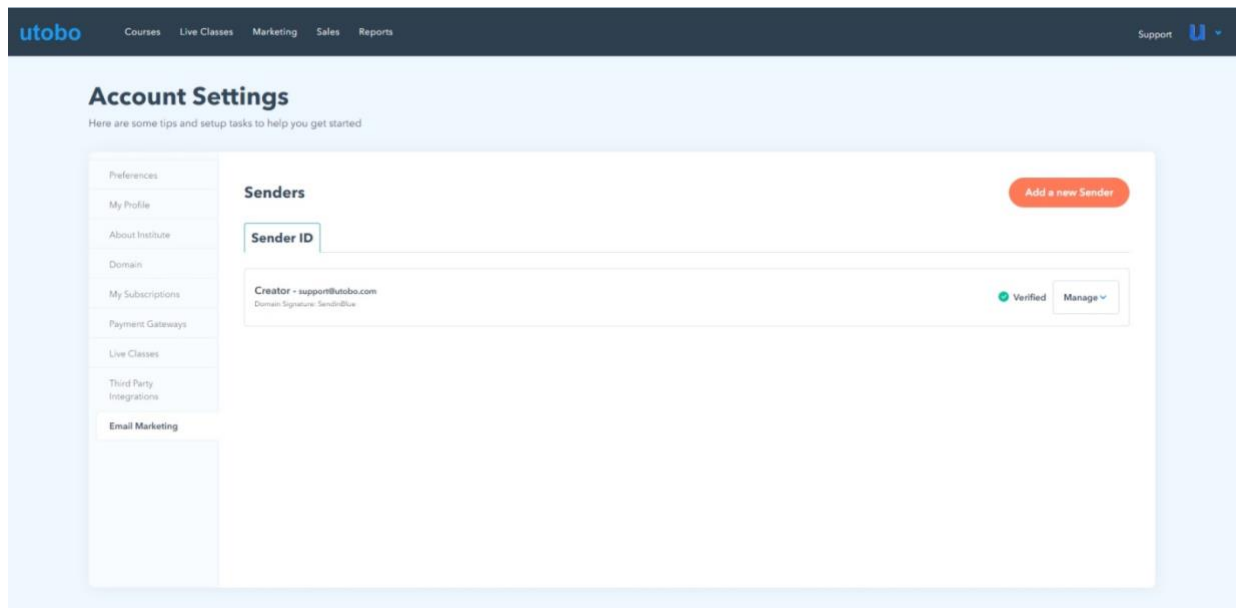 utobo Courses Live Classes Marketing Sales Reports Support
Account Settings
Here are some tips and setup tasks to help you get started
Preferences
My Profile
About Institute
Domain
My Subscriptions
Payment Gateways
Live Classes
Third Party
Integrations
Email Marketing
Senders
Add a new Sender
Sender ID
Creator - support@utobo.com
Domain Signature: SendinBlue
Verified
Manage